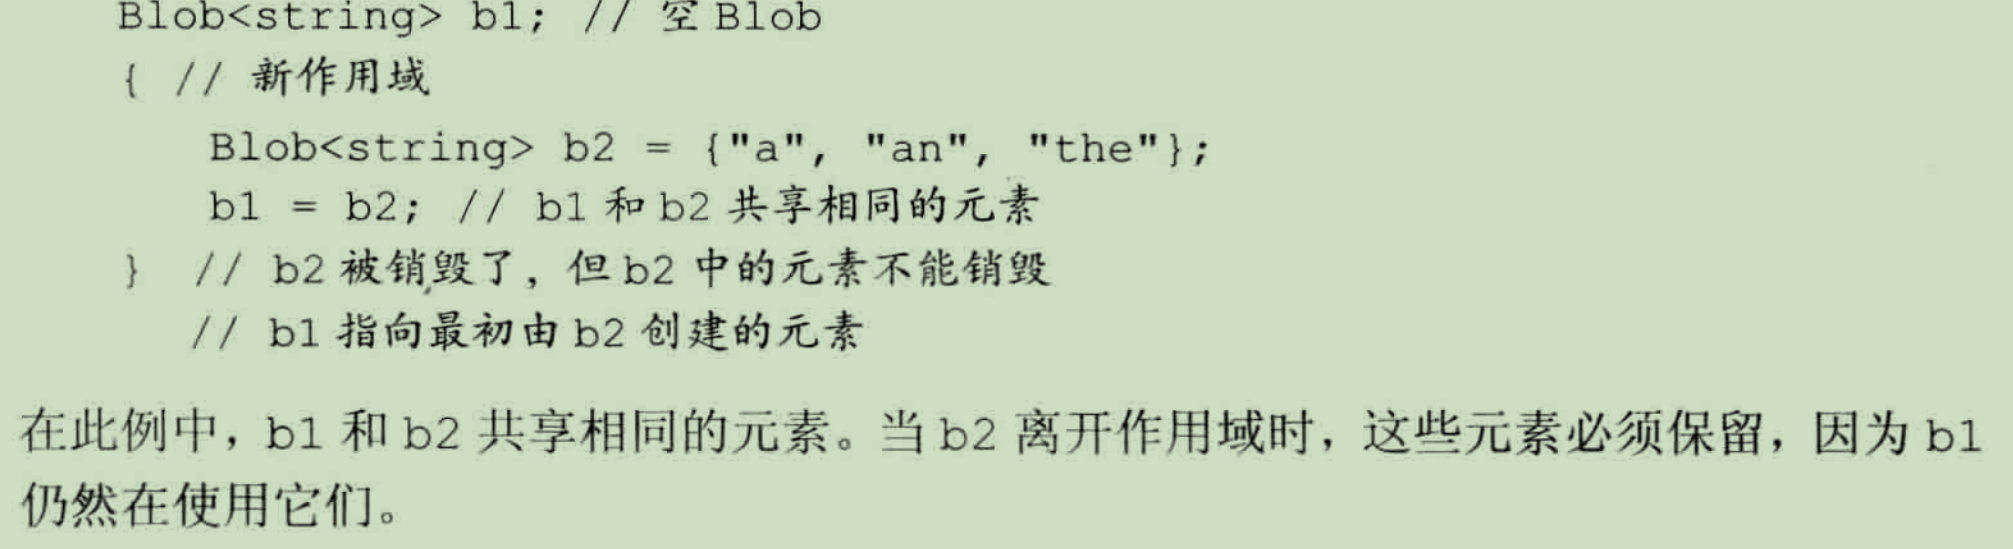 Blob<string> b1; // 空 Blob
{ // 新作用域
Blob<string> b2 = {"a", "an", "the"};
b1 = b2; // b1 和 b2 共享相同的元素
} // b2 被销毁了，但 b2 中的元素不能销毁
// b1 指向最初由 b2 创建的元素
在此例中，b1 和 b2 共享相同的元素。当 b2 离开作用域时，这些元素必须保留，因为 b1
仍然在使用它们。